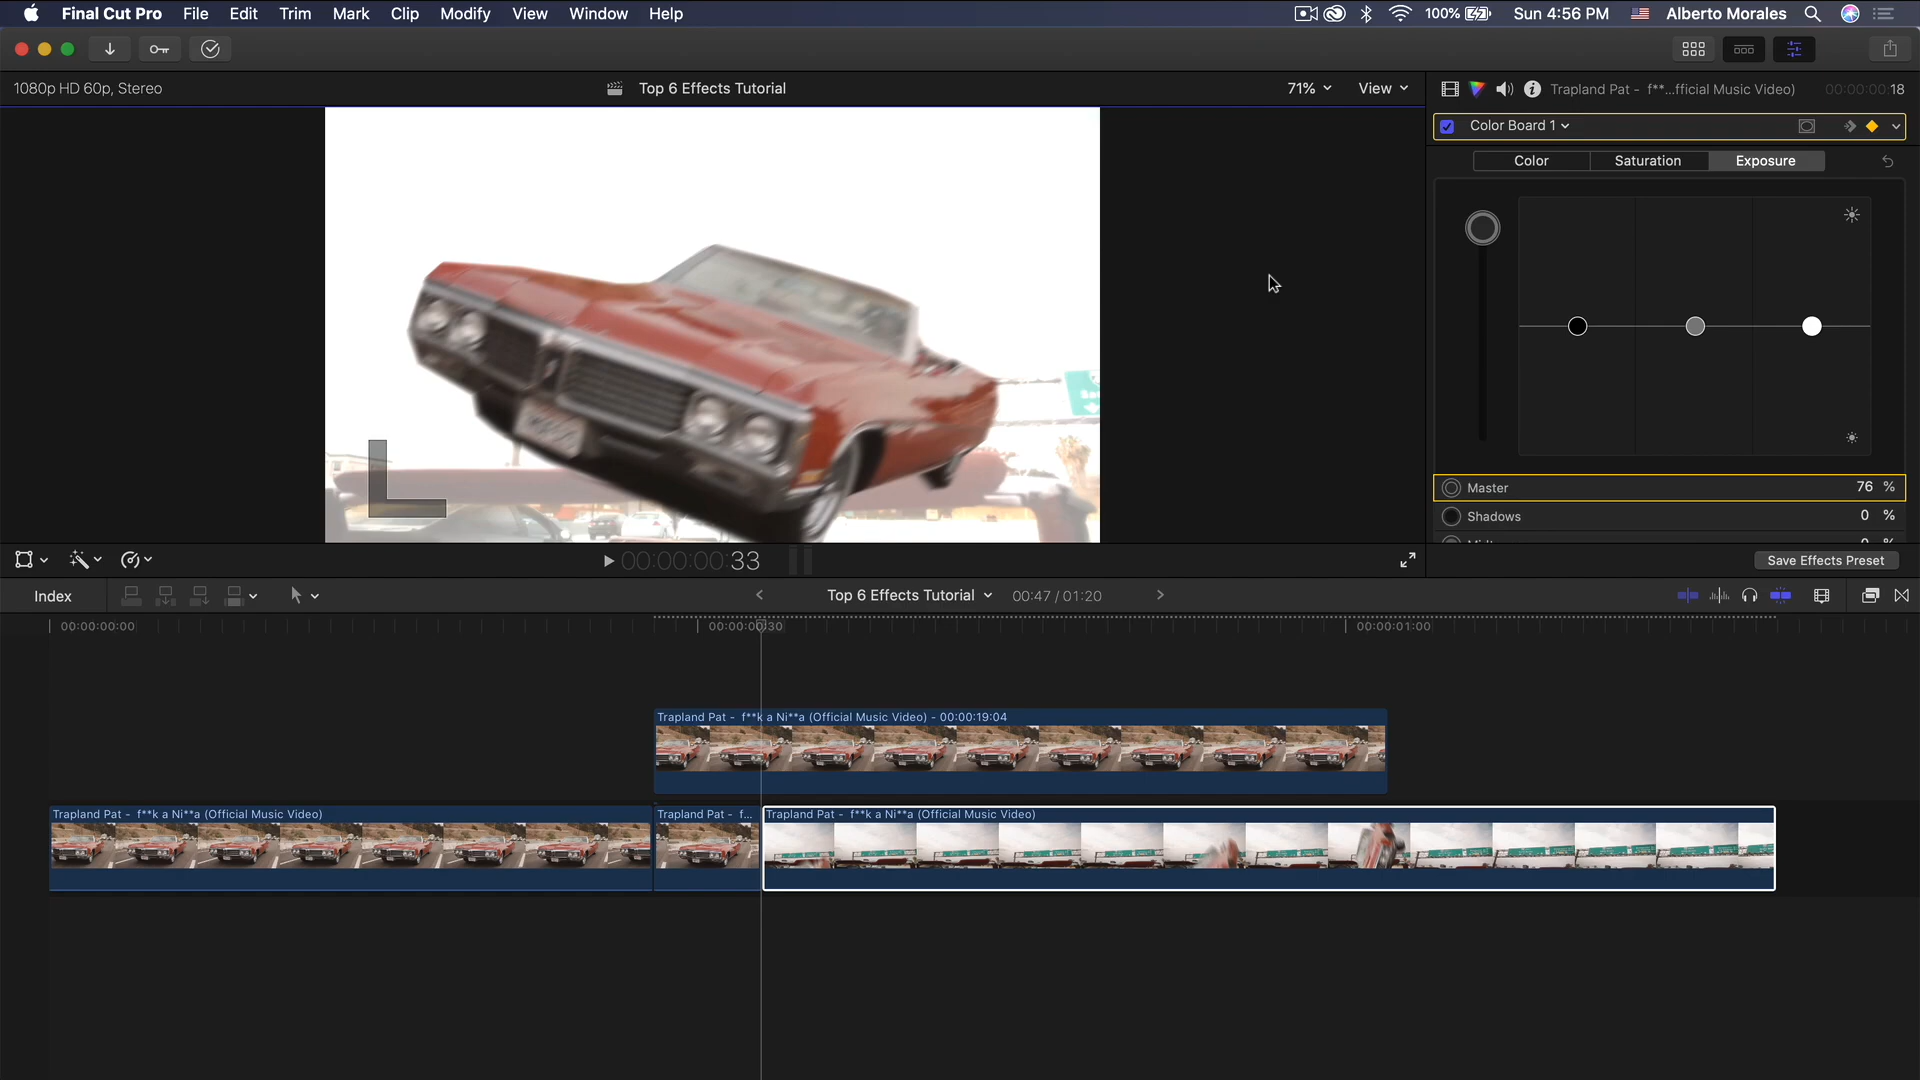 Final Cut Pro File Edit Trim Mark Clip Modify View Window Help 100% Sun 4:56 PM Alberto Morales
1080p HD 60p, Stereo Top 6 Effects Tutorial 71% View Trapland Pat - f**...fficial Music Video) 00:00:00:18
Color Board 1
Color Saturation Exposure
Master 76 %
Shadows 0 %
0 %
Save Effects Preset
00:00:00:33
Index Top 6 Effects Tutorial 00:47 / 01:20
00:00:00:00 00:00:00:30 00:00:01:00
Trapland Pat - f**k a Ni**a (Official Music Video) - 00:00:19:04
Trapland Pat - f**k a Ni**a (Official Music Video) Trapland Pat - f... Trapland Pat - f**k a Ni**a (Official Music Video)